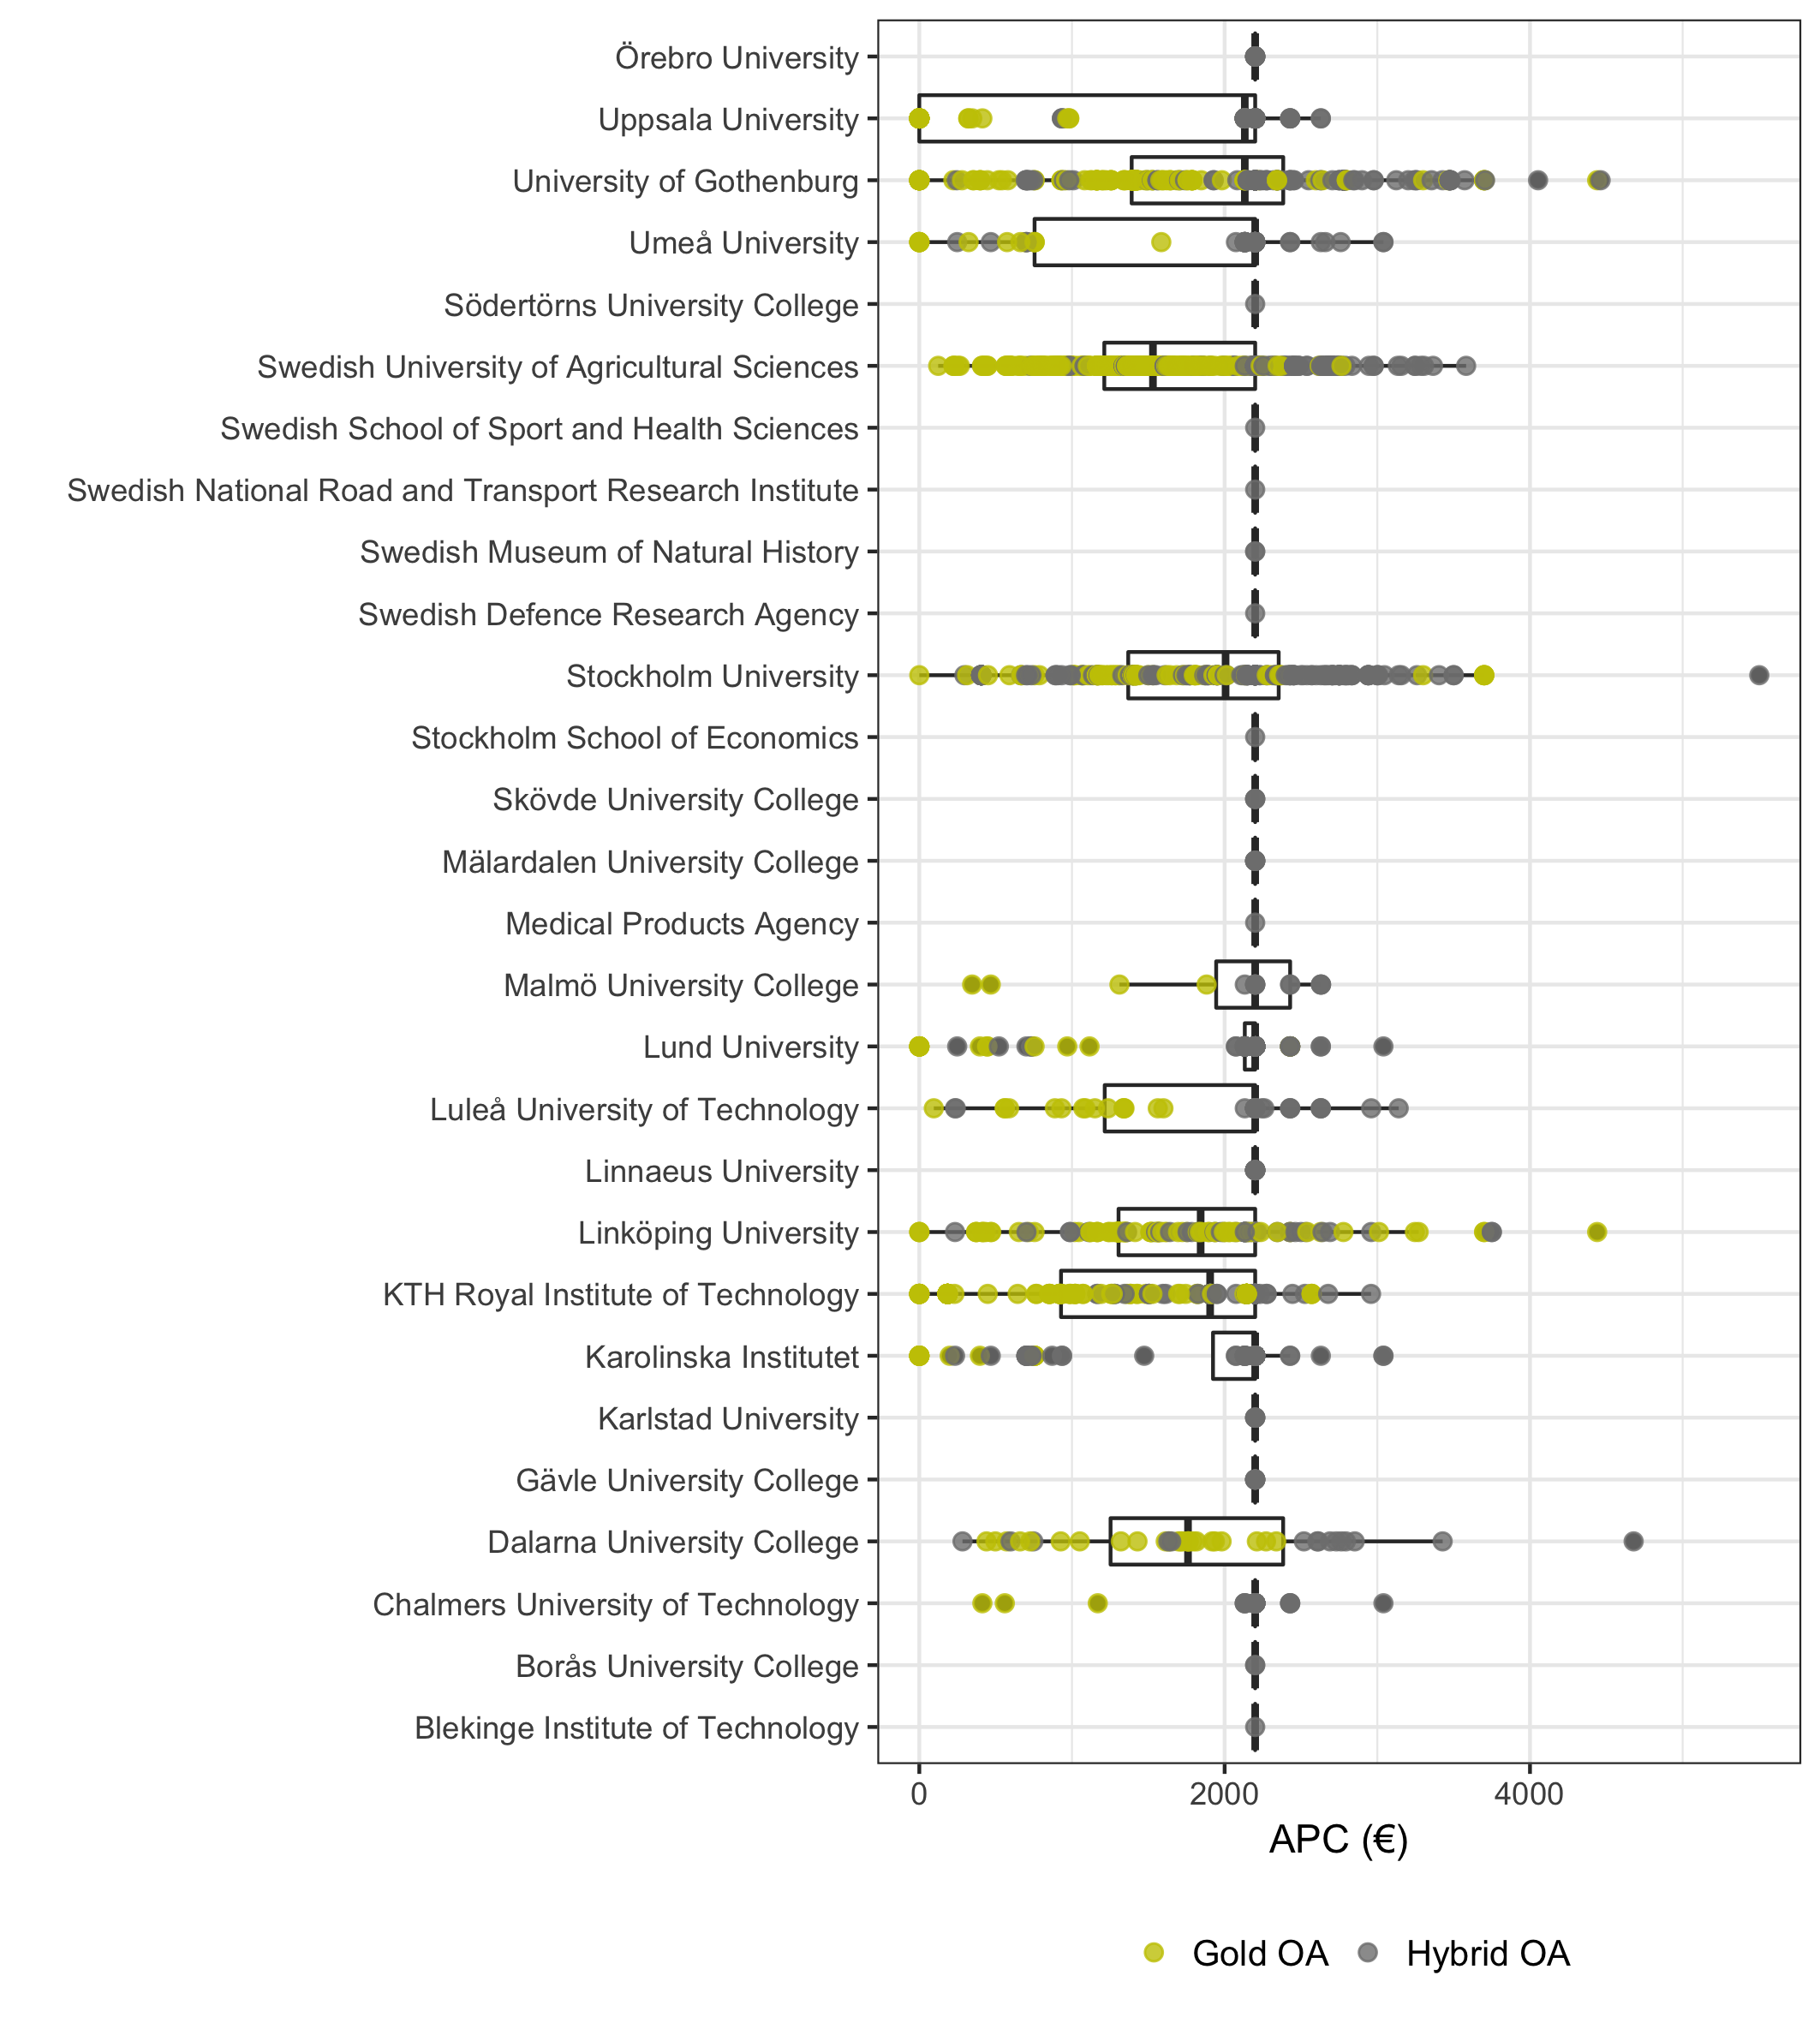 Örebro University
Uppsala University
University of Gothenburg
Umeå University
Södertörns University College
Swedish University of Agricultural Sciences
Swedish School of Sport and Health Sciences
Swedish National Road and Transport Research Institute
Swedish Museum of Natural History
Swedish Defence Research Agency
Stockholm University
Stockholm School of Economics
Skövde University College
Mälardalen University College
Medical Products Agency
Malmö University College
Lund University
Luleå University of Technology
Linnaeus University
Linköping University
KTH Royal Institute of Technology
Karolinska Institutet
Karlstad University
Gävle University College
Dalarna University College
Chalmers University of Technology
Borås University College
Blekinge Institute of Technology
0 2000 4000
APC (€)
Gold OA Hybrid OA